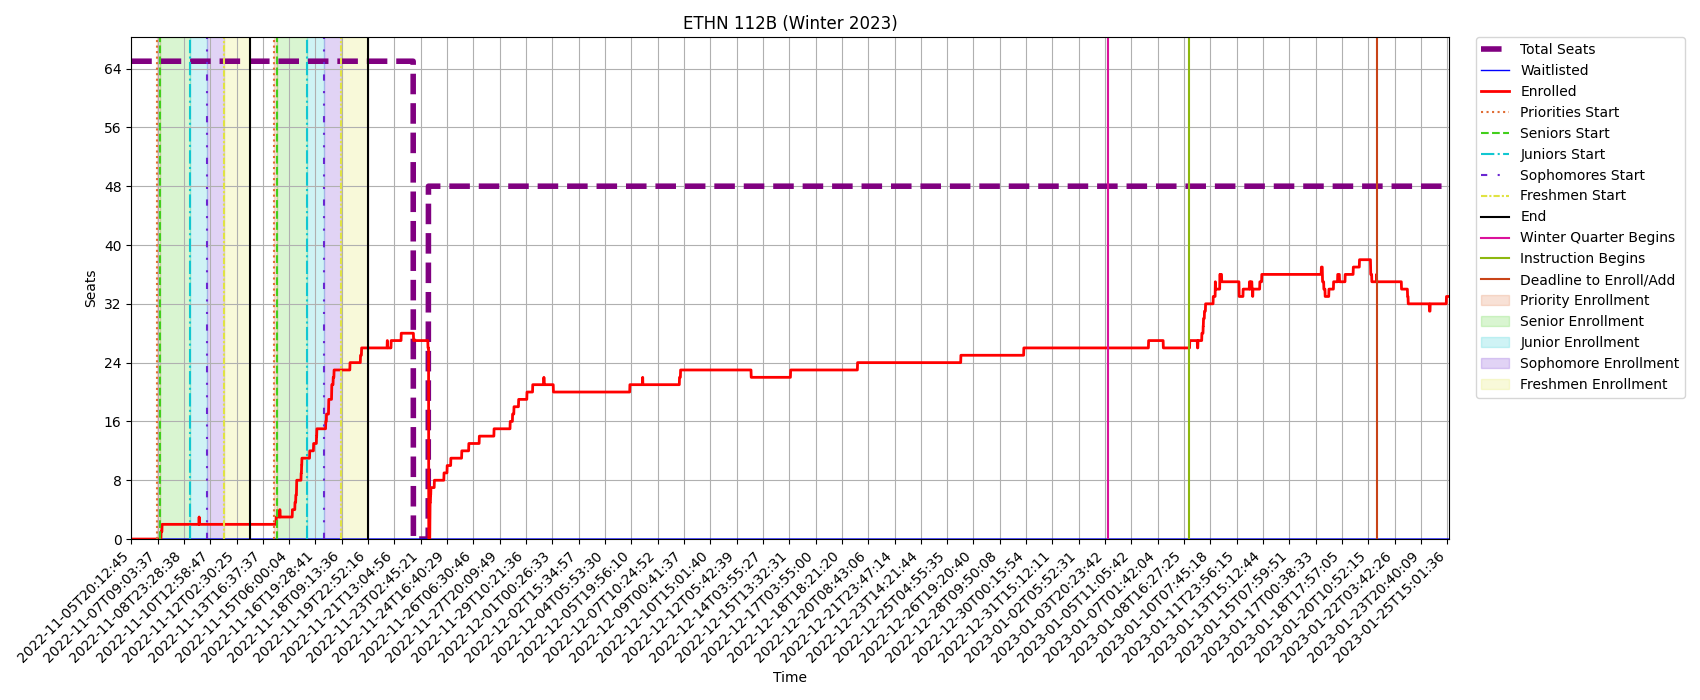 ETHN 112B (Winter 2023)
64
56
48
40
32
24
16
8
0
Seats
2022-11-05T20:12:45
2022-11-07T09:03:37
2022-11-08T23:28:38
2022-11-10T12:58:47
2022-11-12T02:30:25
2022-11-13T16:37:37
2022-11-15T06:00:04
2022-11-16T19:28:41
2022-11-18T09:13:36
2022-11-19T22:52:16
2022-11-21T13:04:56
2022-11-23T02:45:21
2022-11-24T16:40:29
2022-11-26T06:30:46
2022-11-27T20:09:49
2022-11-29T10:21:36
2022-12-01T00:26:33
2022-12-02T15:34:57
2022-12-04T05:53:30
2022-12-05T19:56:10
2022-12-07T10:24:52
2022-12-09T00:41:37
2022-12-10T15:01:40
2022-12-12T05:42:39
2022-12-14T03:55:27
2022-12-15T17:32:31
2022-12-17T03:55:00
2022-12-18T18:21:20
2022-12-20T08:43:06
2022-12-21T23:47:14
2022-12-23T14:21:44
2022-12-25T04:55:35
2022-12-26T19:20:40
2022-12-28T09:50:08
2022-12-30T00:15:54
2022-12-31T15:12:11
2023-01-02T05:52:31
2023-01-03T20:23:42
2023-01-05T11:05:42
2023-01-07T01:42:04
2023-01-08T16:27:25
2023-01-10T07:45:18
2023-01-11T23:56:15
2023-01-13T15:12:44
2023-01-15T07:59:51
2023-01-17T00:38:33
2023-01-18T17:57:05
2023-01-20T10:52:15
2023-01-22T03:42:26
2023-01-23T20:40:09
2023-01-25T15:01:36
Time
Total Seats
Waitlisted
Enrolled
Priorities Start
Seniors Start
Juniors Start
Sophomores Start
Freshmen Start
End
Winter Quarter Begins
Instruction Begins
Deadline to Enroll/Add
Priority Enrollment
Senior Enrollment
Junior Enrollment
Sophomore Enrollment
Freshmen Enrollment